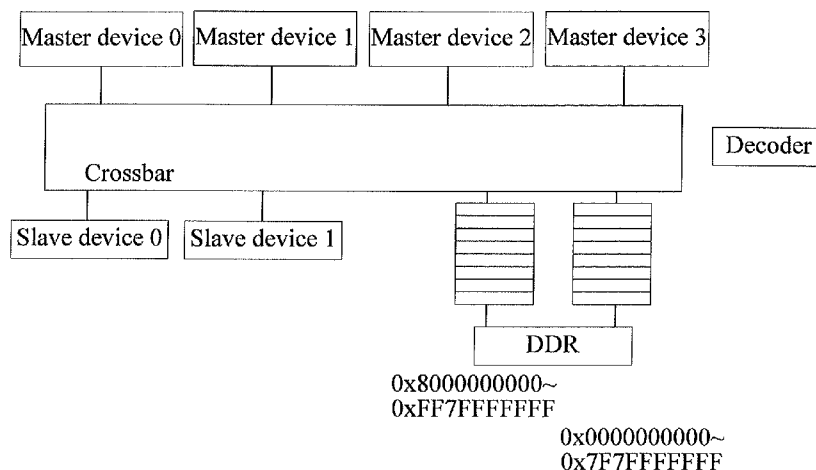 Master device 0
Master device 1
Master device 2
Master device 3
Decoder
Crossbar
Slave device 0
Slave device 1
DDR
0x8000000000~
0xFF7FFFFFFF
0x0000000000~
0x7F7FFFFFFF